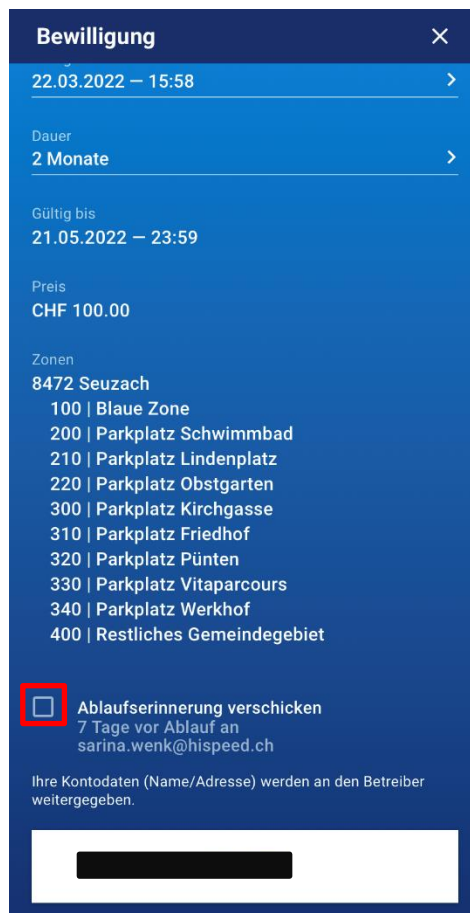 Bewilligung
22.03.2022 — 15:58
Dauer
2 Monate
Gültig bis
21.05.2022 — 23:59
Preis
CHF 100.00
Zonen
8472 Seuzach
100 | Blaue Zone
200 | Parkplatz Schwimmbad
210 | Parkplatz Lindenplatz
220 | Parkplatz Obstgarten
300 | Parkplatz Kirchgasse
310 | Parkplatz Friedhof
320 | Parkplatz Pünten
330 | Parkplatz Vitaparcours
340 | Parkplatz Werkhof
400 | Restliches Gemeindegebiet
Ablaufserinnerung verschicken
7 Tage vor Ablauf an
sarina.wenk@hispeed.ch
Ihre Kontodaten (Name/Adresse) werden an den Betreiber
weitergegeben.